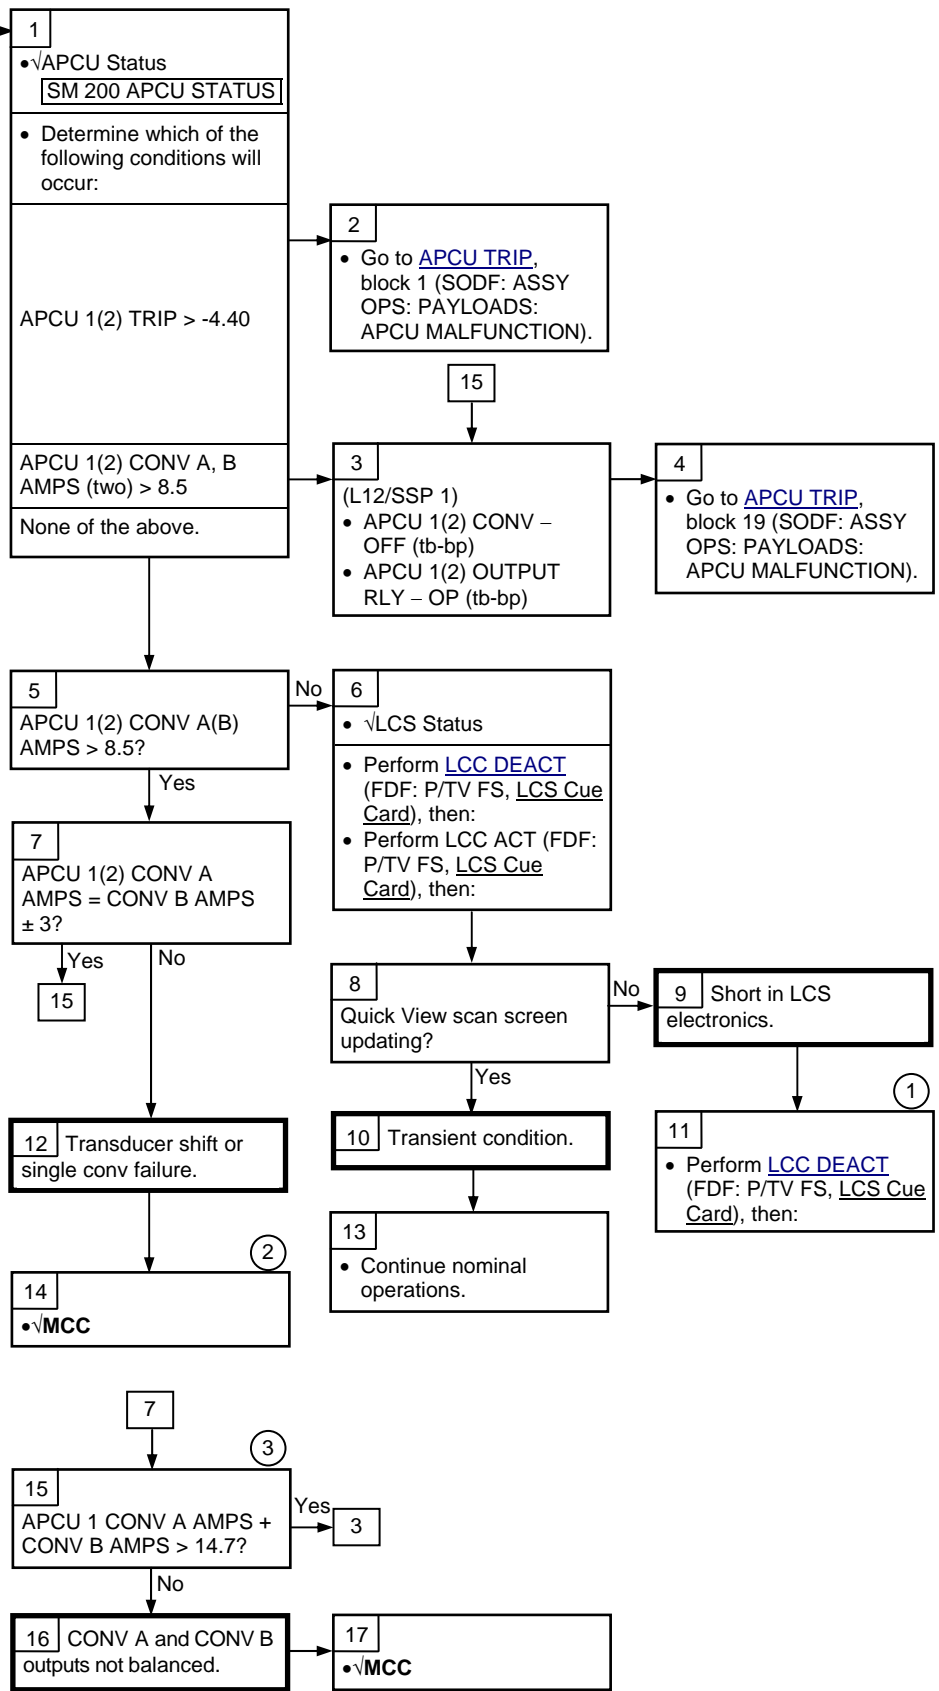 1
•√APCU Status
SM 200 APCU STATUS
• Determine which of the
following conditions will
occur:
APCU 1(2) TRIP > -4.40
APCU 1(2) CONV A, B
AMPS (two) > 8.5
None of the above.
2
• Go to APCU TRIP,
block 1 (SODF: ASSY
OPS: PAYLOADS:
APCU MALFUNCTION).
15
3
(L12/SSP 1)
• APCU 1(2) CONV –
OFF (tb-bp)
• APCU 1(2) OUTPUT
RLY – OP (tb-bp)
4
• Go to APCU TRIP,
block 19 (SODF: ASSY
OPS: PAYLOADS:
APCU MALFUNCTION).
5
APCU 1(2) CONV A(B)
AMPS > 8.5?
No
Yes
6
• √LCS Status
• Perform LCC DEACT
(FDF: P/TV FS, LCS Cue
Card), then:
• Perform LCC ACT (FDF:
P/TV FS, LCS Cue
Card), then:
7
APCU 1(2) CONV A
AMPS = CONV B AMPS
± 3?
Yes
No
15
8
Quick View scan screen
updating?
No
Yes
9 Short in LCS
electronics.
10 Transient condition.
1
11
• Perform LCC DEACT
(FDF: P/TV FS, LCS Cue
Card), then:
12 Transducer shift or
single conv failure.
13
• Continue nominal
operations.
2
14
•√MCC
7
3
15
APCU 1 CONV A AMPS +
CONV B AMPS > 14.7?
Yes
3
No
16 CONV A and CONV B
outputs not balanced.
17
•√MCC